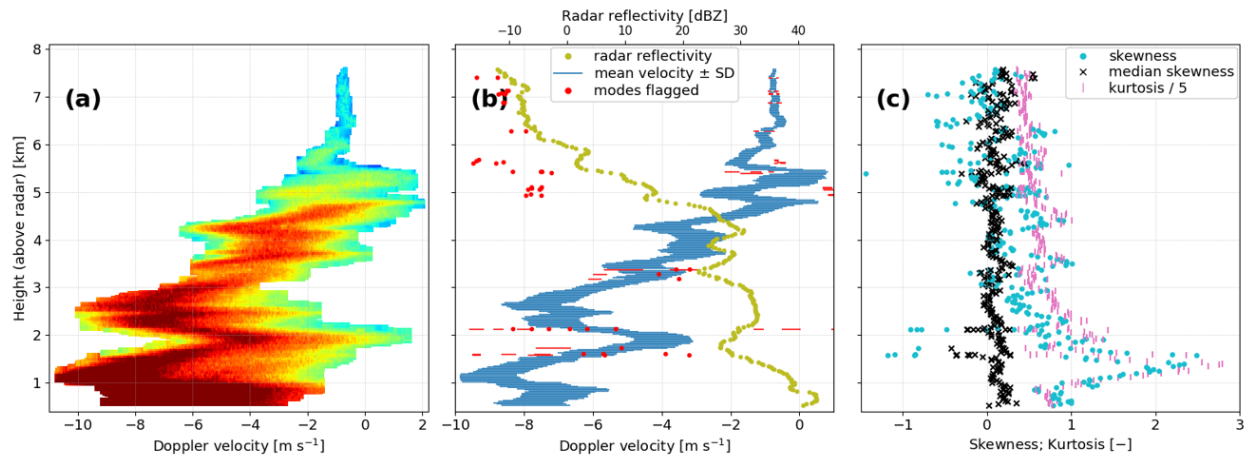 Radar reflectivity [dBZ]
−10 0 10 20 30 40
8
7
6
5
4
3
2
1
Height (above radar) [km]
(a)
−10 −8 −6 −4 −2 0 2
Doppler velocity [m s⁻¹]
(b)
radar reflectivity
mean velocity ± SD
modes flagged
−10 −8 −6 −4 −2 0
Doppler velocity [m s⁻¹]
(c)
skewness
median skewness
kurtosis / 5
−1 0 1 2 3
Skewness; Kurtosis [−]